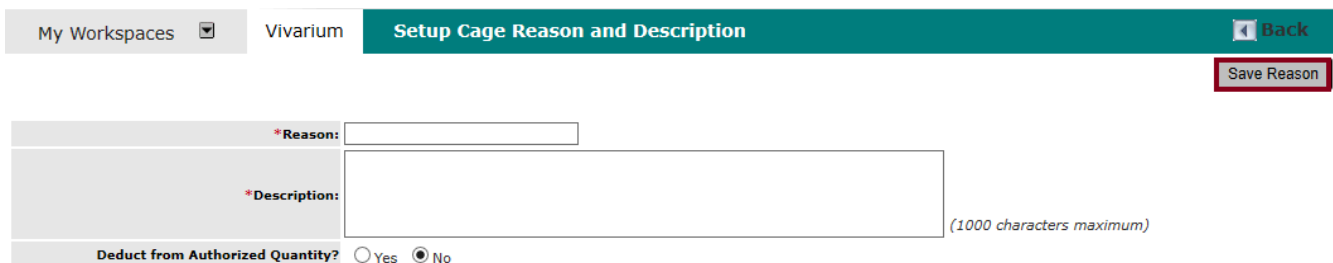 My Workspaces Vivarium Setup Cage Reason and Description Back
Save Reason
*Reason:
*Description:
(1000 characters maximum)
Deduct from Authorized Quantity? Yes No